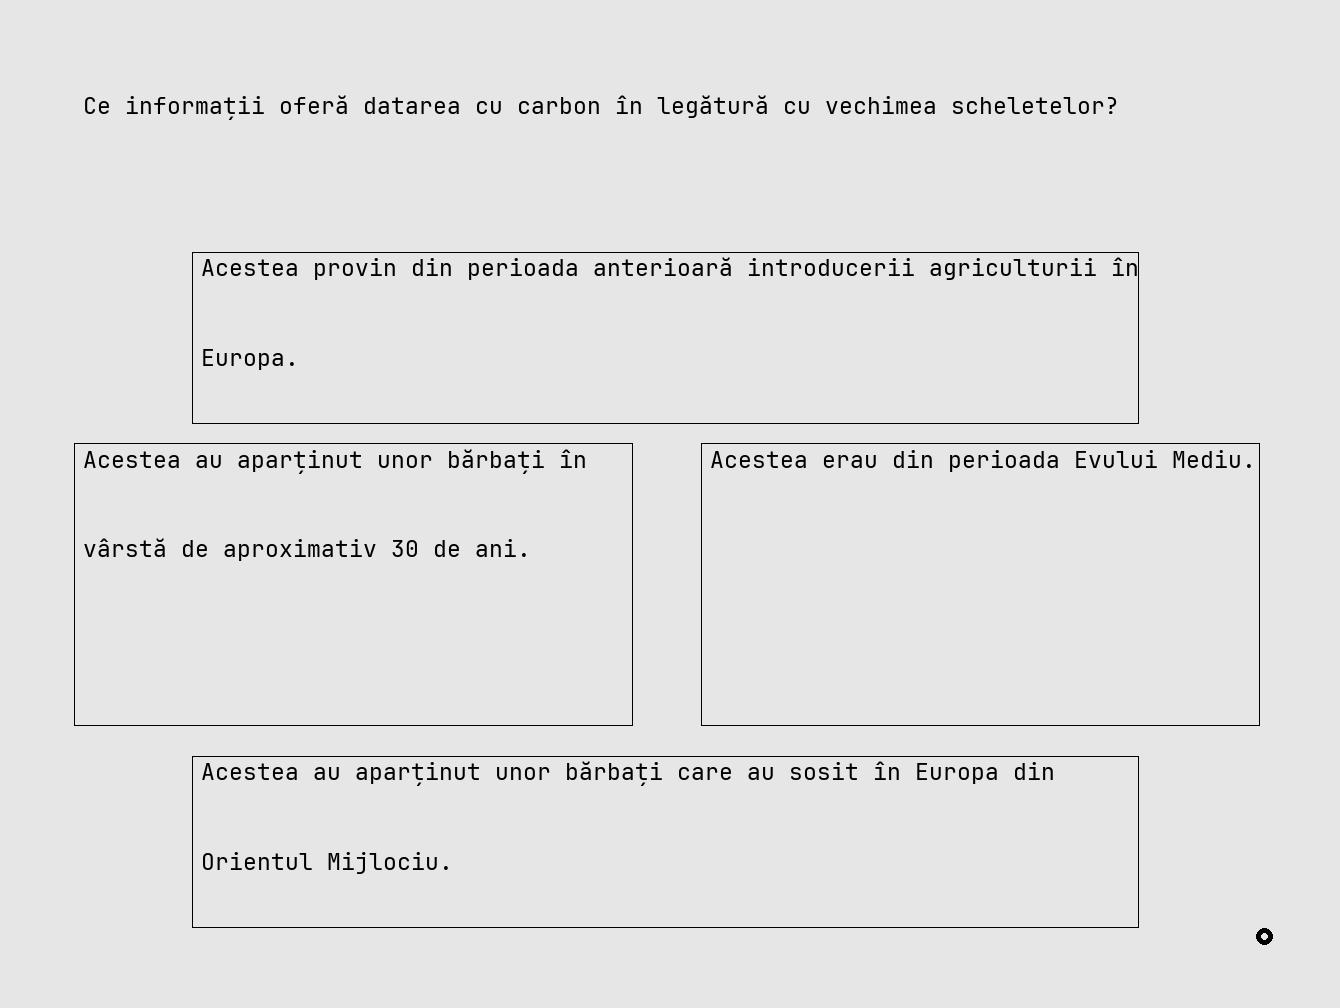 Ce informații oferă datarea cu carbon în legătură cu vechimea scheletelor?
Acestea provin din perioada anterioară introducerii agriculturii în
Europa.
Acestea au aparținut unor bărbați în
vârstă de aproximativ 30 de ani.
Acestea erau din perioada Evului Mediu.
Acestea au aparținut unor bărbați care au sosit în Europa din
Orientul Mijlociu.